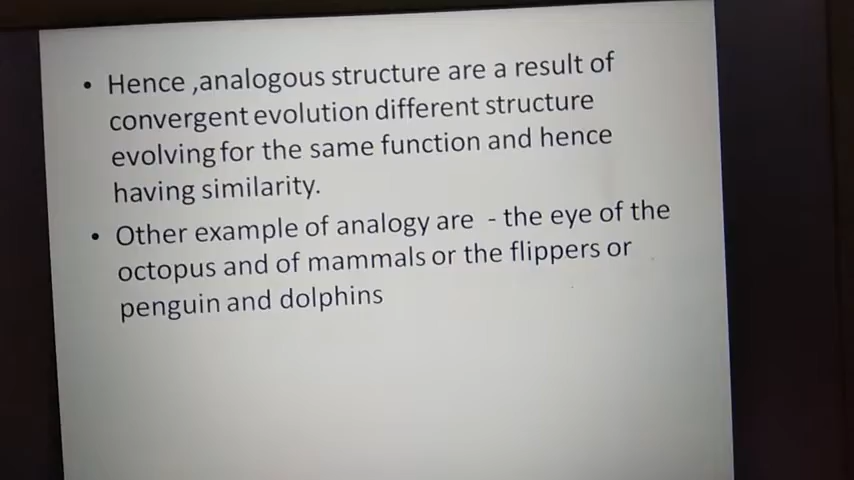 • Hence ,analogous structure are a result of
convergent evolution different structure
evolving for the same function and hence
having similarity.
• Other example of analogy are - the eye of the
octopus and of mammals or the flippers or
penguin and dolphins